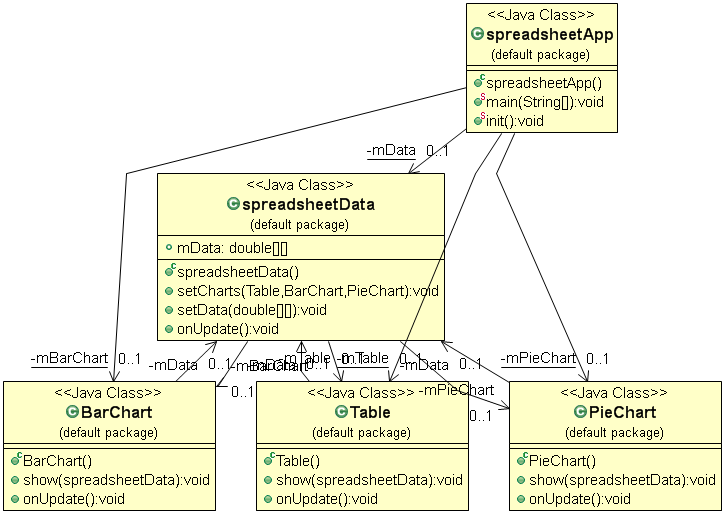 <<Java Class>>
spreadsheetApp
(default package)
spreadsheetApp()
main(String[]):void
init():void
-mData 0..1
<<Java Class>>
spreadsheetData
(default package)
mData: double[][]
spreadsheetData()
setCharts(Table,BarChart,PieChart):void
setData(double[][]):void
onUpdate():void
-mBarChart 0..1
-mData 0..1
-mBarChart
0..1
-mData 0..1
-mTable 0..1
-mTable 0..1
-mData 0..1
-mPieChart
0..1
-mPieChart 0..1
<<Java Class>>
BarChart
(default package)
BarChart()
show(spreadsheetData):void
onUpdate():void
<<Java Class>>
Table
(default package)
Table()
show(spreadsheetData):void
onUpdate():void
<<Java Class>>
PieChart
(default package)
PieChart()
show(spreadsheetData):void
onUpdate():void